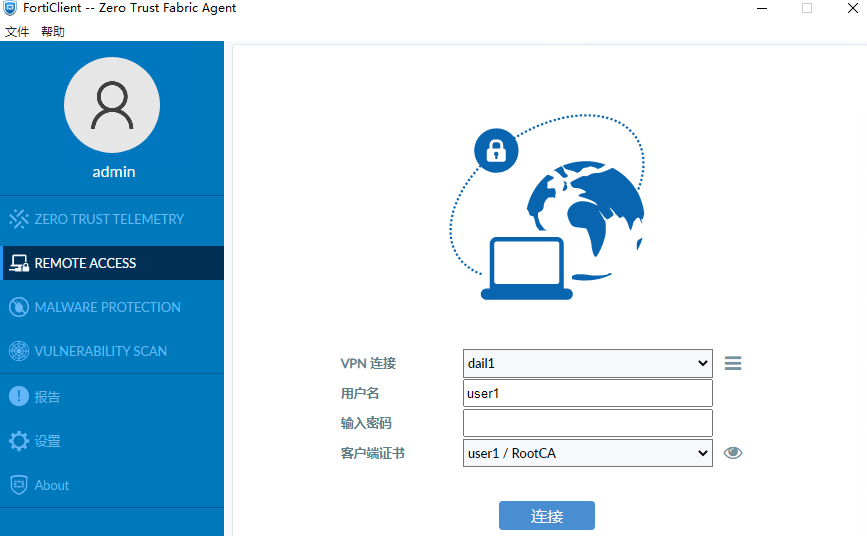 FortiClient -- Zero Trust Fabric Agent
文件 帮助
admin
ZERO TRUST TELEMETRY
REMOTE ACCESS
MALWARE PROTECTION
VULNERABILITY SCAN
报告
设置
About
VPN 连接 dail1
用户名 user1
输入密码
客户端证书 user1 / RootCA
连接